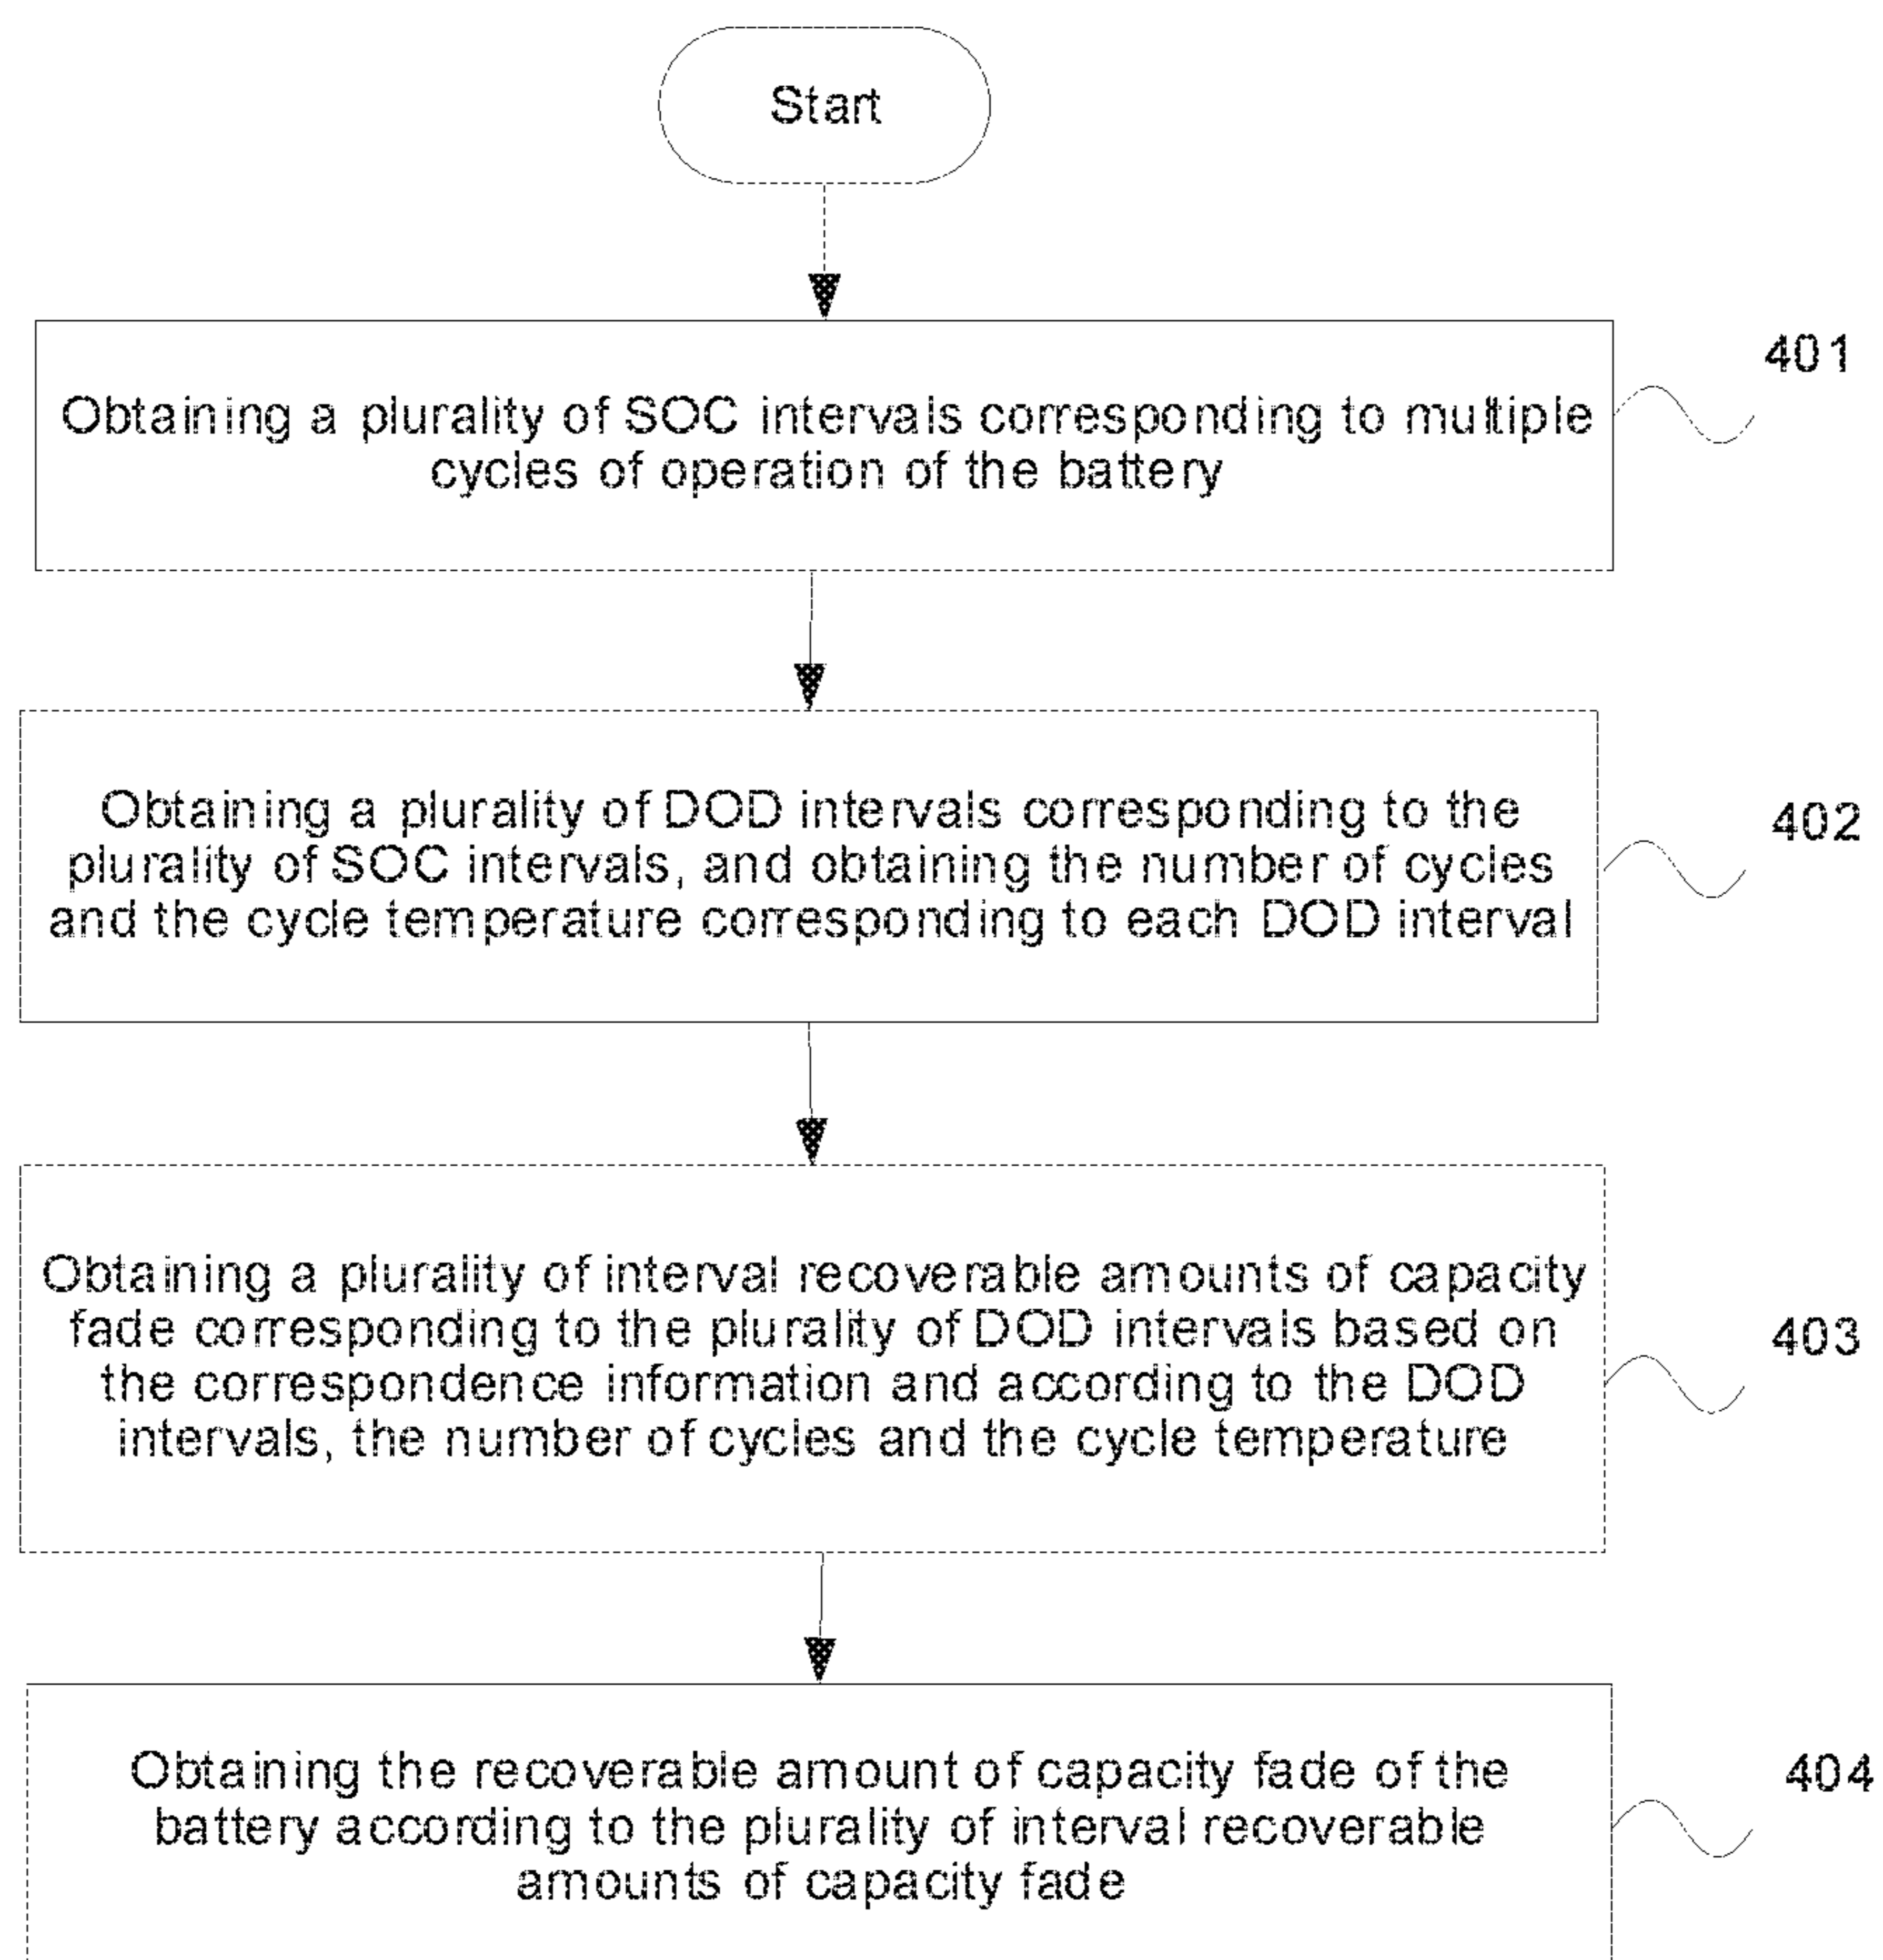 Start
401
Obtaining a plurality of SOC intervals corresponding to multiple
cycles of operation of the battery
402
Obtaining a plurality of DOD intervals corresponding to the
plurality of SOC intervals, and obtaining the number of cycles
and the cycle temperature corresponding to each DOD interval
403
Obtaining a plurality of interval recoverable amounts of capacity
fade corresponding to the plurality of DOD intervals based on
the correspondence information and according to the DOD
intervals, the number of cycles and the cycle temperature
404
Obtaining the recoverable amount of capacity fade of the
battery according to the plurality of interval recoverable
amounts of capacity fade